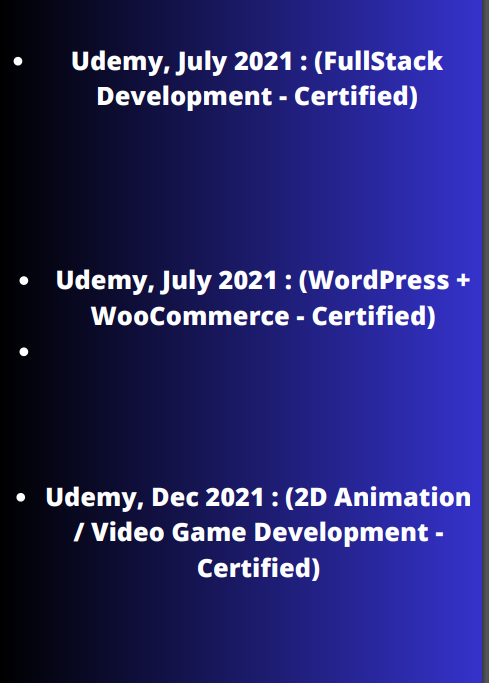 • Udemy, July 2021 : (FullStack
Development - Certified)
• Udemy, July 2021 : (WordPress +
WooCommerce - Certified)
•
• Udemy, Dec 2021 : (2D Animation
/ Video Game Development -
Certified)